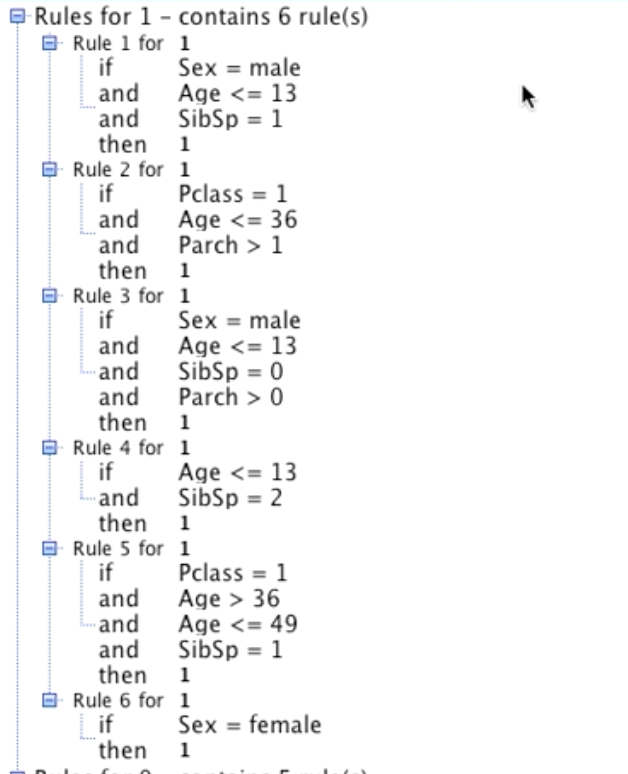 Rules for 1 – contains 6 rule(s)
Rule 1 for 1
if Sex = male
and Age <= 13
and SibSp = 1
then 1
Rule 2 for 1
if Pclass = 1
and Age <= 36
and Parch > 1
then 1
Rule 3 for 1
if Sex = male
and Age <= 13
and SibSp = 0
and Parch > 0
then 1
Rule 4 for 1
if Age <= 13
and SibSp = 2
then 1
Rule 5 for 1
if Pclass = 1
and Age > 36
and Age <= 49
and SibSp = 1
then 1
Rule 6 for 1
if Sex = female
then 1